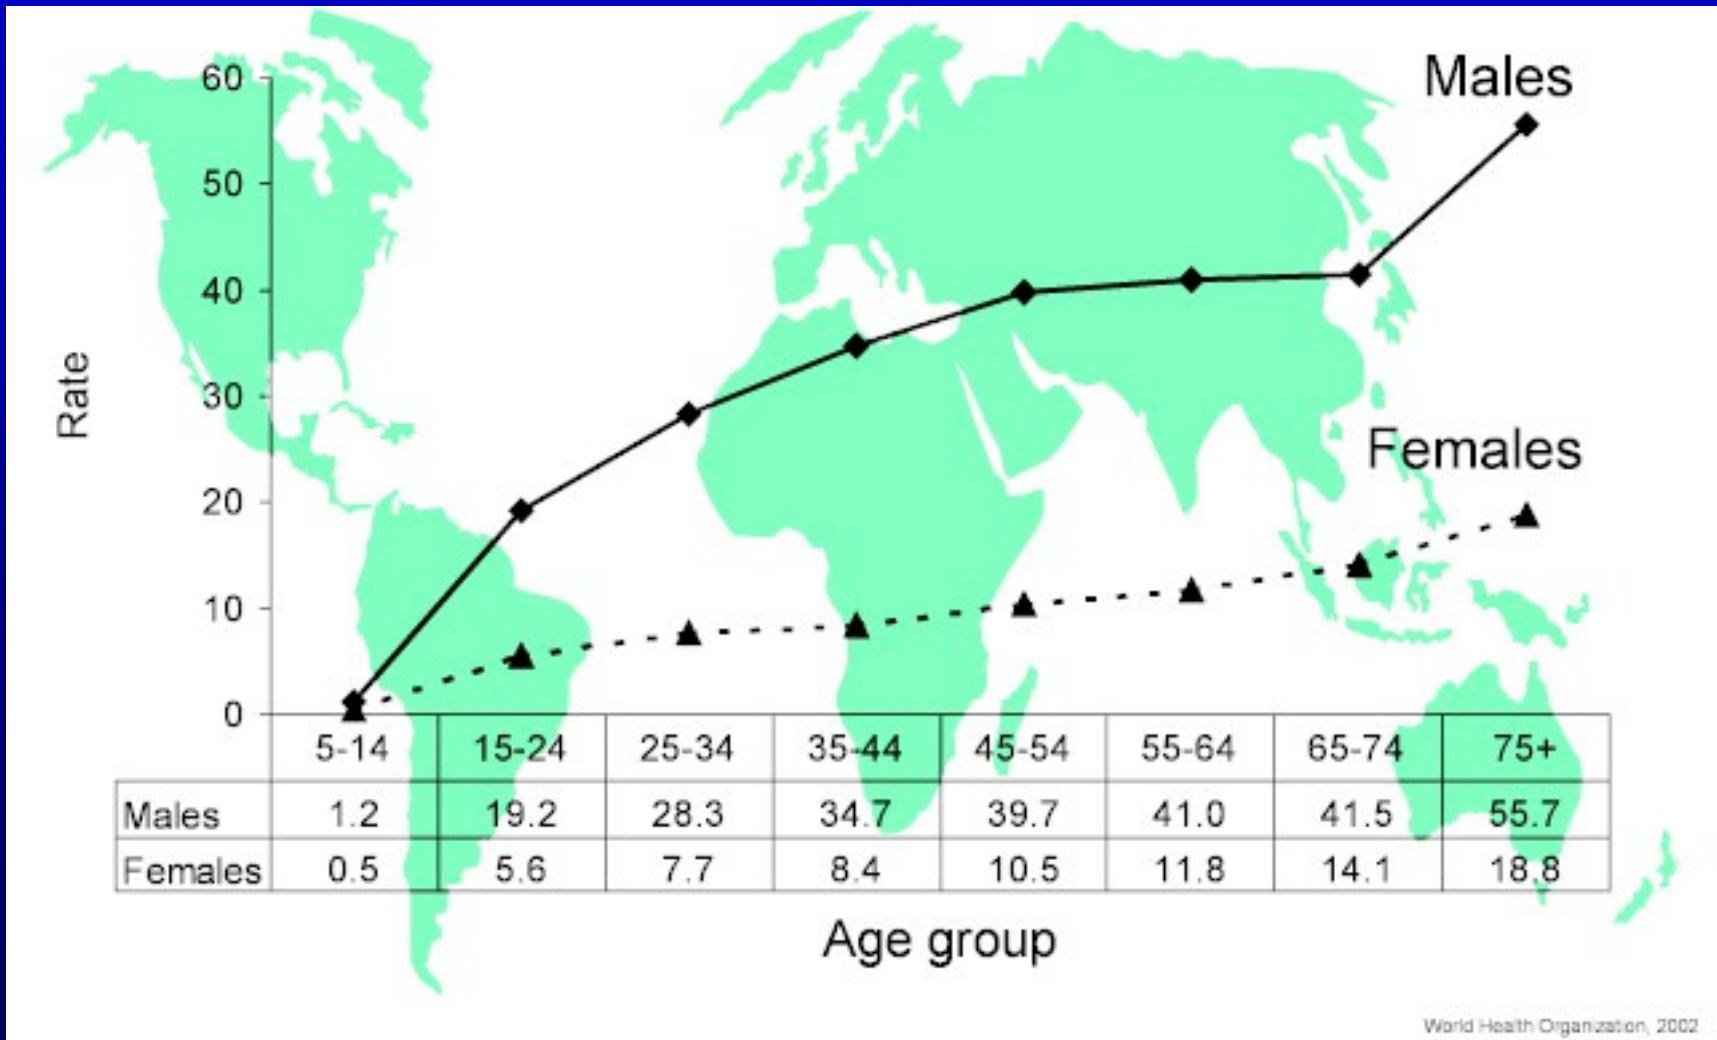 Males
60
50
40
30
20
10
0
Rate
Females
5-14 15-24 25-34 35-44 45-54 55-64 65-74 75+
Males 1.2 19.2 28.3 34.7 39.7 41.0 41.5 55.7
Females 0.5 5.6 7.7 8.4 10.5 11.8 14.1 18.8
Age group
World Health Organization, 2002